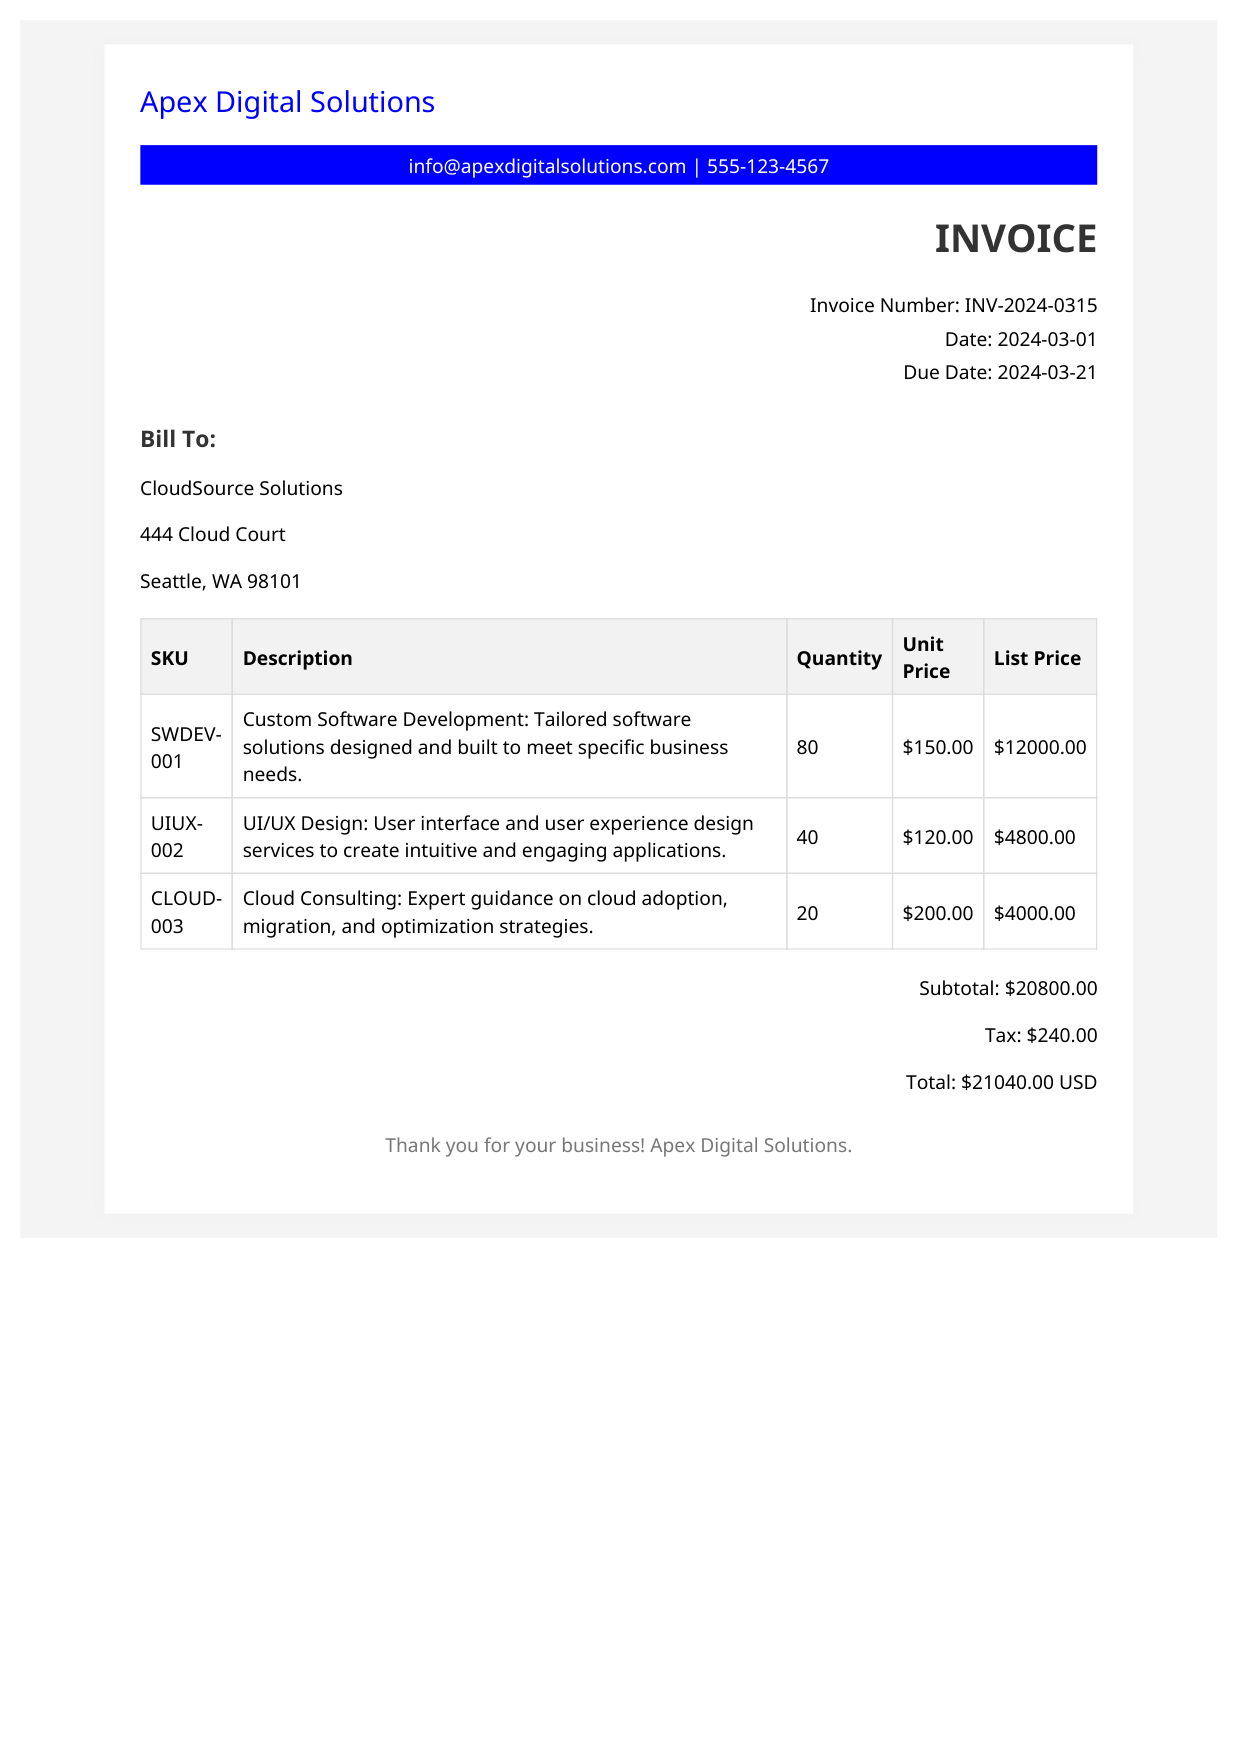 Apex Digital Solutions
info@apexdigitalsolutions.com | 555-123-4567
INVOICE
Invoice Number: INV-2024-0315
Date: 2024-03-01
Due Date: 2024-03-21
Bill To:
CloudSource Solutions
444 Cloud Court
Seattle, WA 98101
SKU Description Quantity Unit Price List Price
SWDEV-001 Custom Software Development: Tailored software
solutions designed and built to meet specific business
needs. 80 $150.00 $12000.00
UIUX-002 UI/UX Design: User interface and user experience design
services to create intuitive and engaging applications. 40 $120.00 $4800.00
CLOUD-003 Cloud Consulting: Expert guidance on cloud adoption,
migration, and optimization strategies. 20 $200.00 $4000.00
Subtotal: $20800.00
Tax: $240.00
Total: $21040.00 USD
Thank you for your business! Apex Digital Solutions.